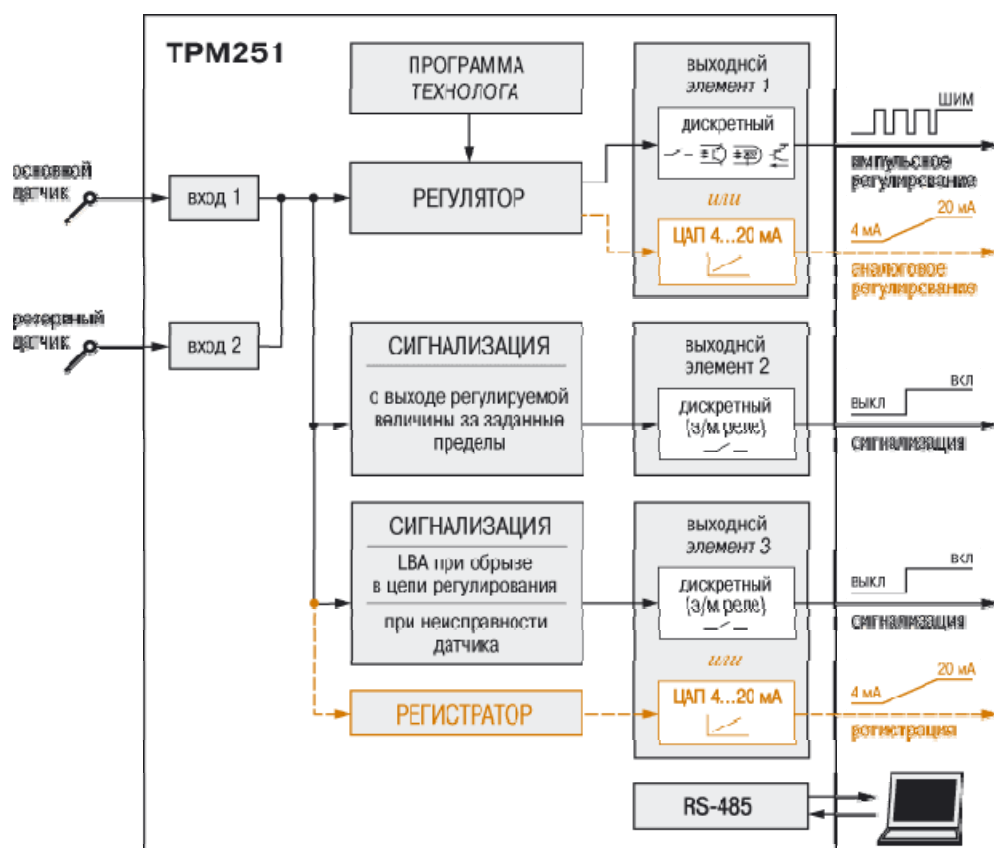 ТРМ251
ПРОГРАММА
ТЕХНОЛОГА
выходной
элемент 1
дискретный
или
ЦАП 4...20 мА
ШИМ
импульсное
регулирование
4 мА
20 мА
аналоговое
регулирование
основной
датчик
вход 1
РЕГУЛЯТОР
резервный
датчик
вход 2
СИГНАЛИЗАЦИЯ
о выходе регулируемой
величины за заданные
пределы
выходной
элемент 2
дискретный
(э/м реле)
выкл
вкл
сигнализация
СИГНАЛИЗАЦИЯ
LBA при обрыве
в цепи регулирования
при неисправности
датчика
выходной
элемент 3
дискретный
(э/м реле)
или
ЦАП 4...20 мА
выкл
вкл
сигнализация
РЕГИСТРАТОР
4 мА
20 мА
регистрация
RS-485